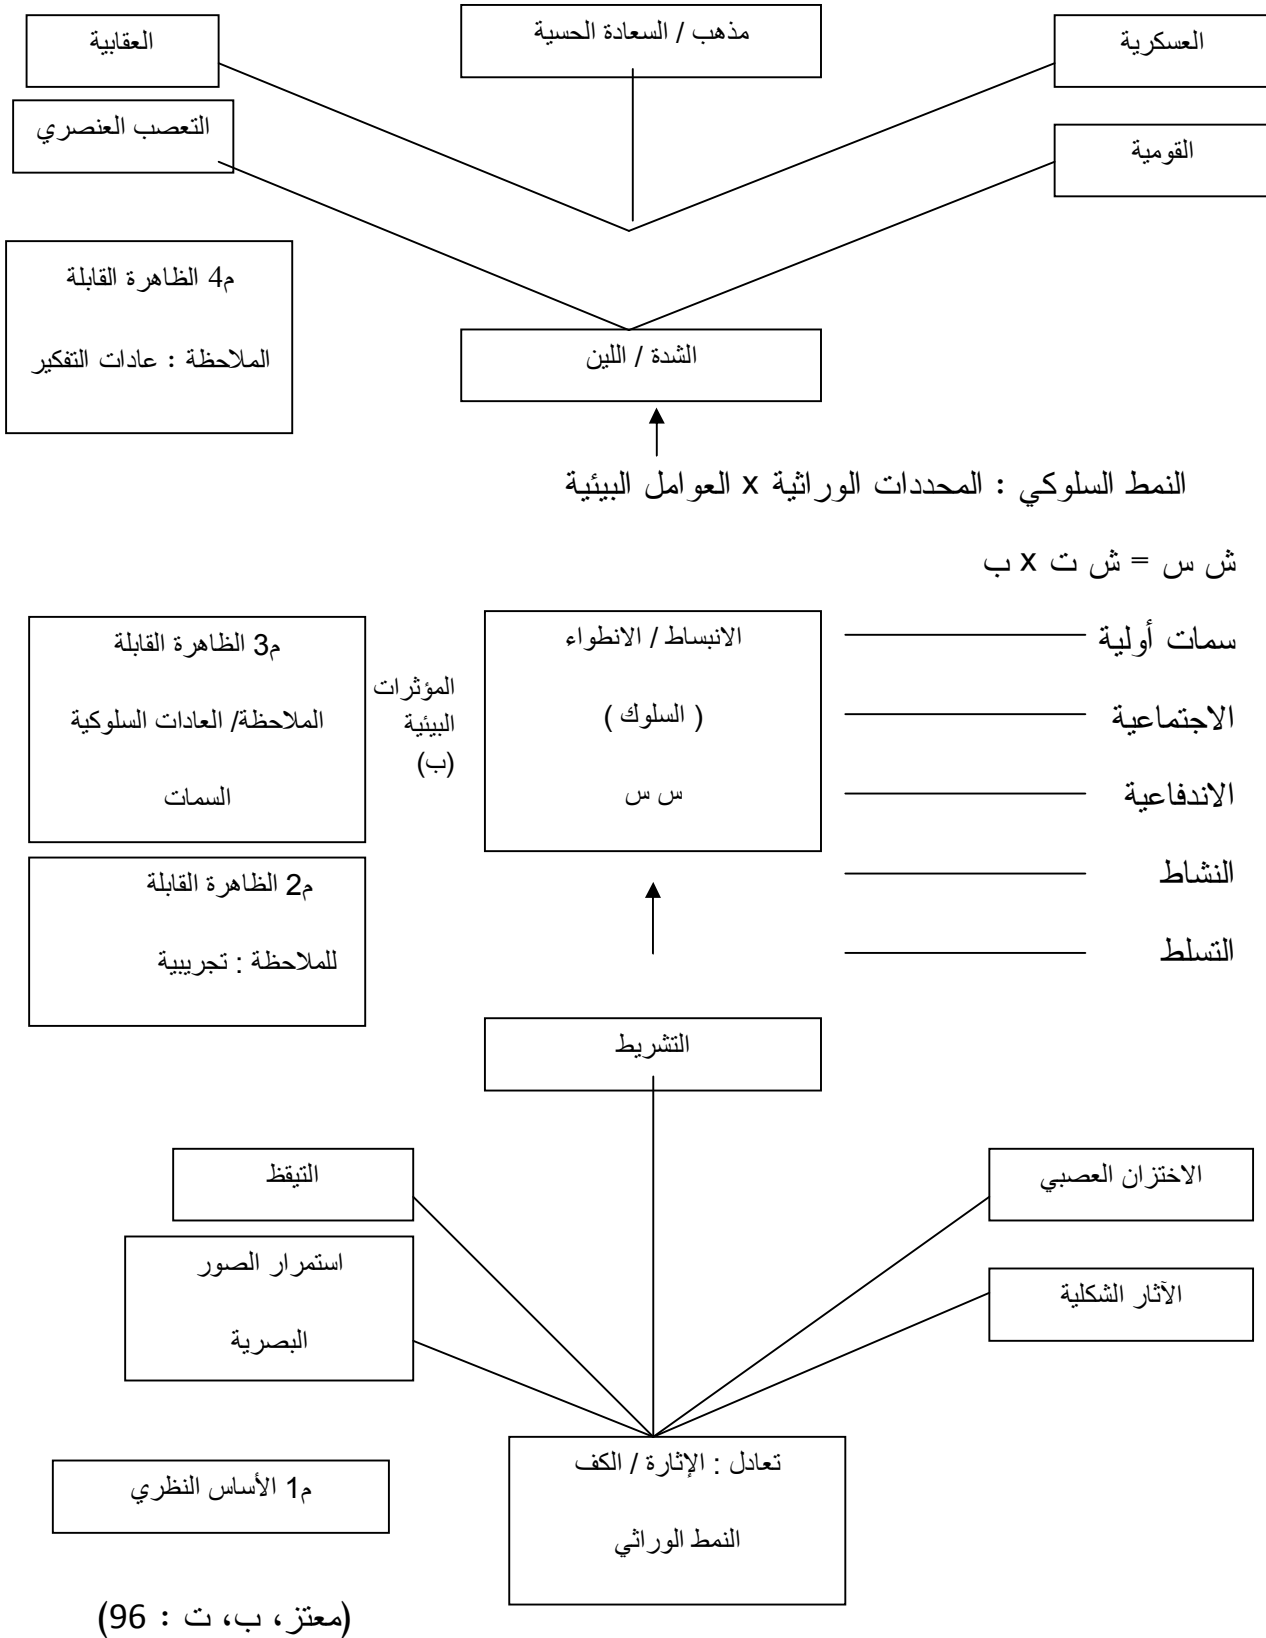 العسكرية
مذهب / السعادة الحسية
العقابية
القومية
التعصب العنصري
م4 الظاهرة القابلة
الملاحظة : عادات التفكير
الشدة / اللين
النمط السلوكي : المحددات الوراثية x العوامل البيئية
ش س = ش ت x ب
سمات أولية
الاجتماعية
الاندفاعية
النشاط
التسلط
الانبساط / الانطواء
( السلوك )
س س
المؤثرات
البيئية
(ب)
م3 الظاهرة القابلة
الملاحظة/ العادات السلوكية
السمات
م2 الظاهرة القابلة
للملاحظة : تجريبية
التشريط
الاختزان العصبي
التيقظ
الآثار الشكلية
استمرار الصور
البصرية
تعادل : الإثارة / الكف
النمط الوراثي
م1 الأساس النظري
(معتز، ب، ت : 96)